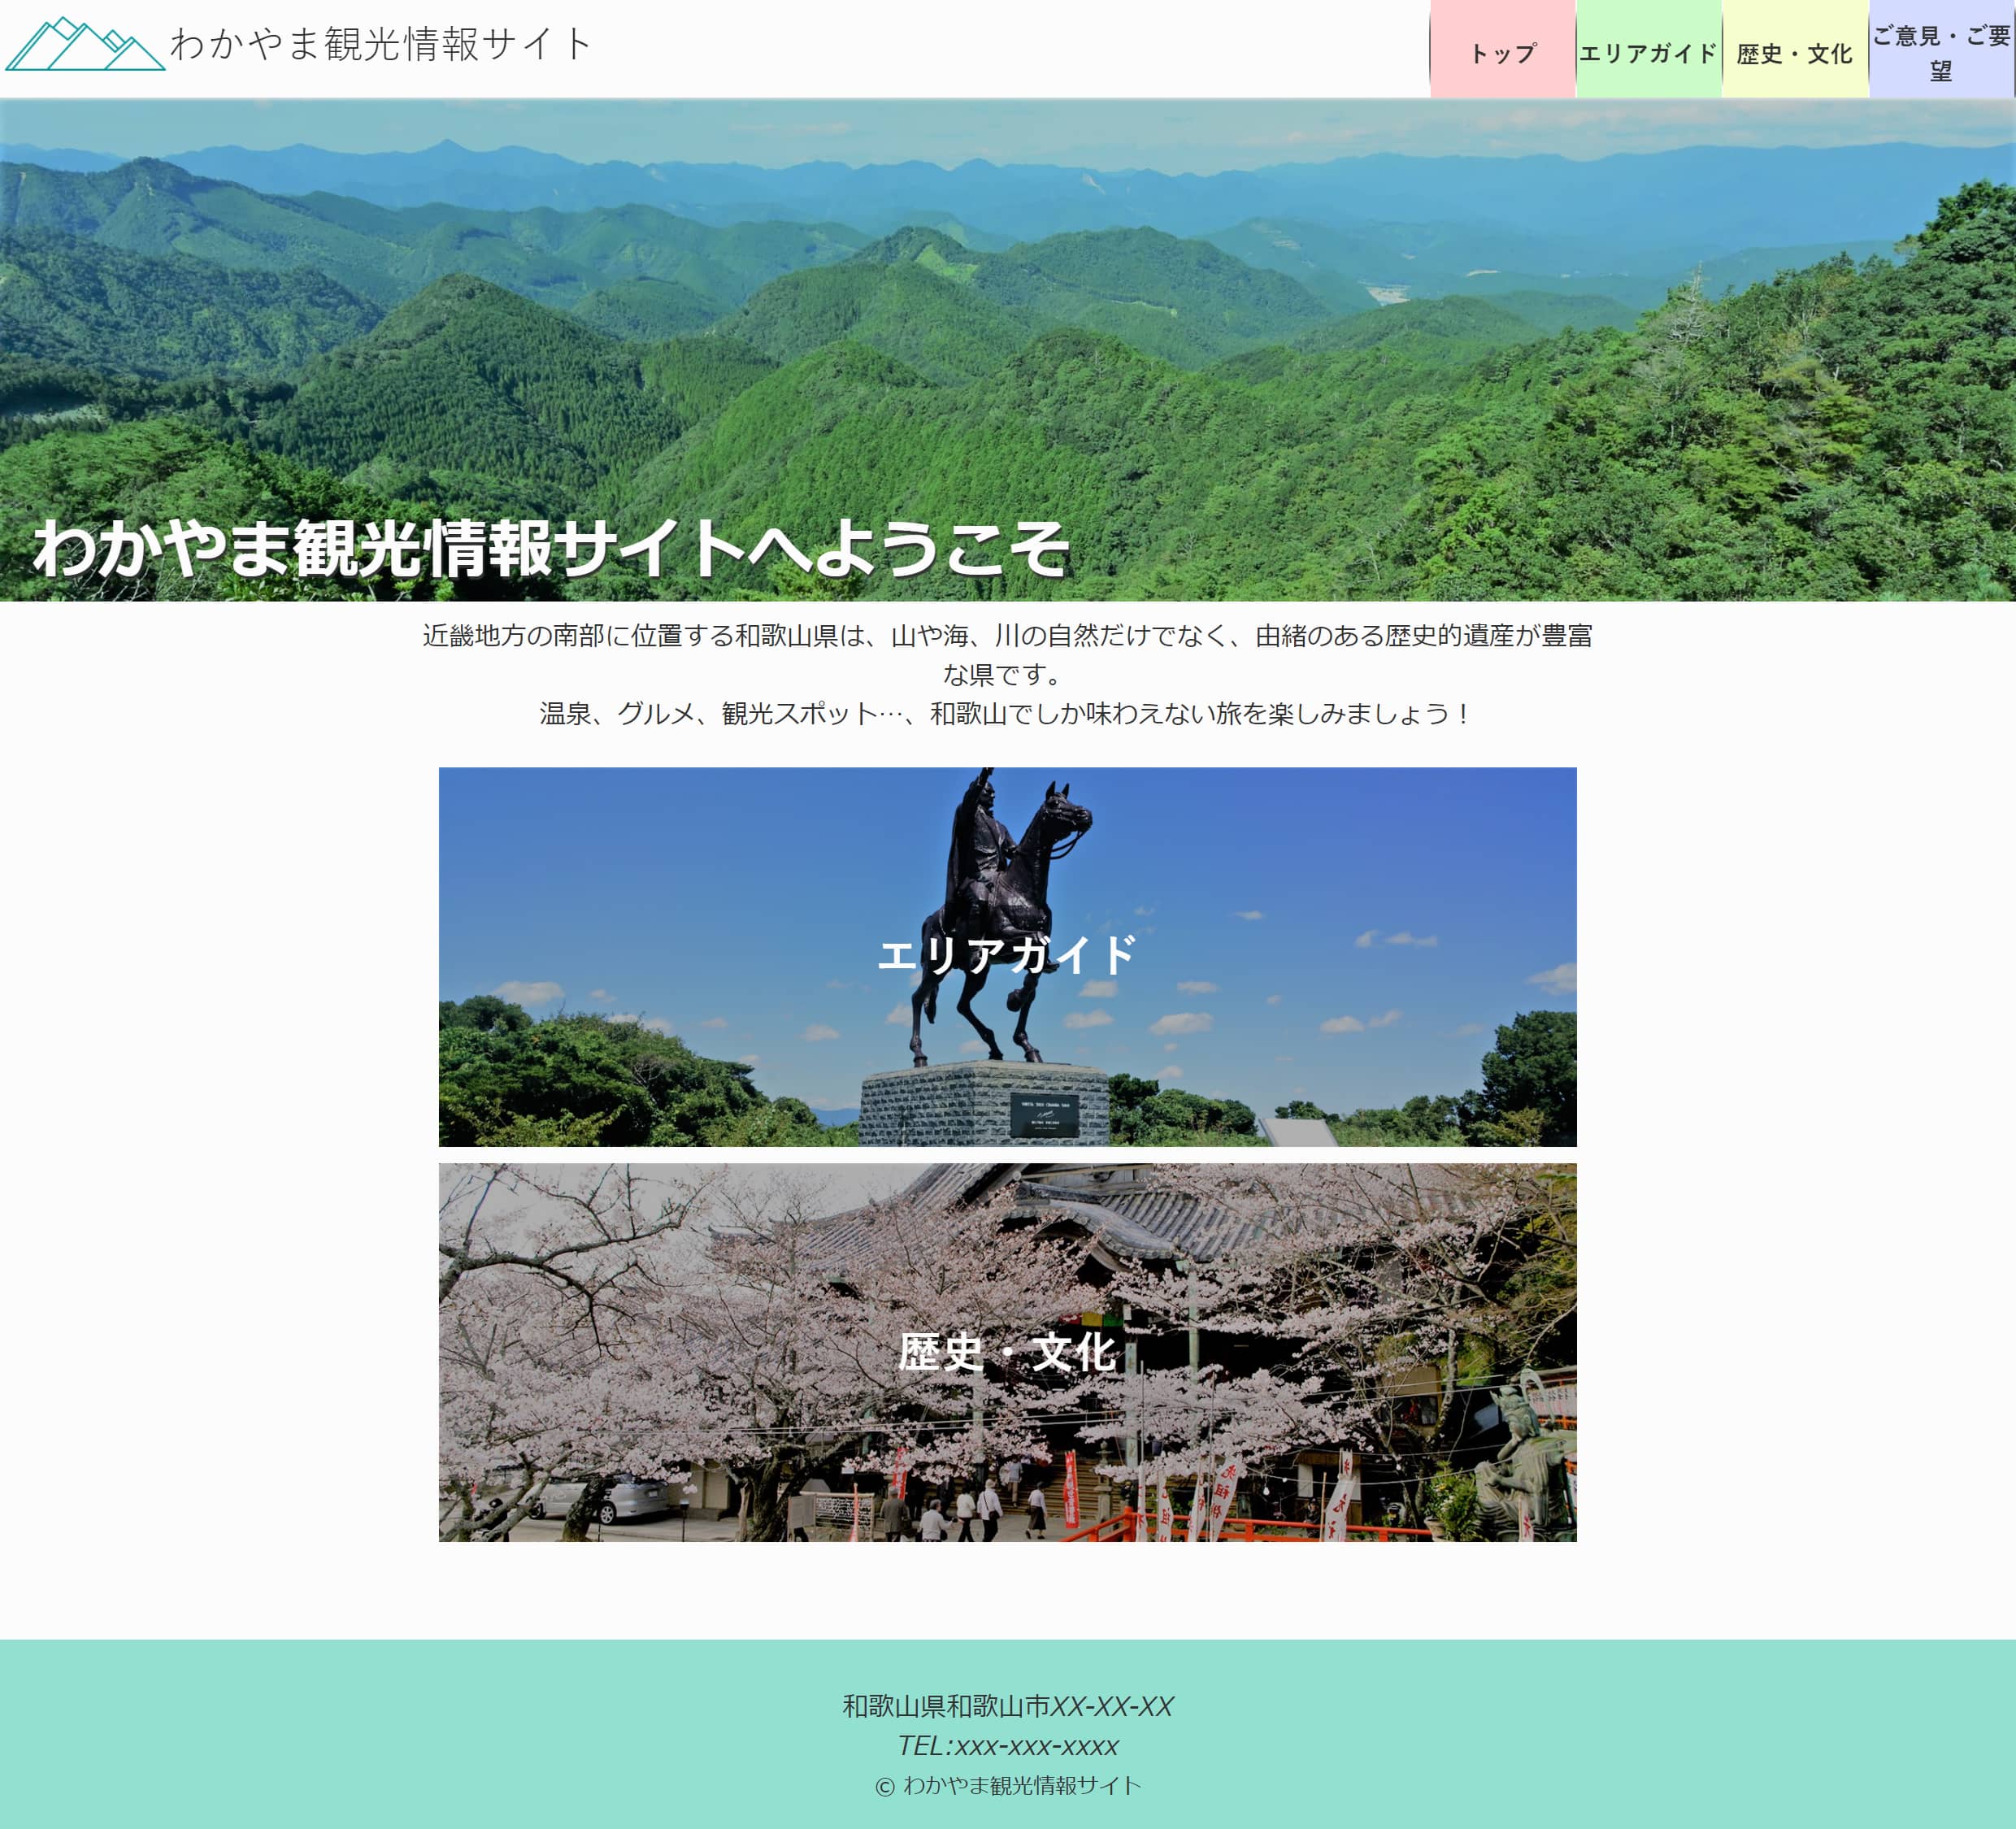 わかやま観光情報サイト
トップ
エリアガイド
歴史・文化
ご意見・ご要
望
わかやま観光情報サイトへようこそ
近畿地方の南部に位置する和歌山県は、山や海、川の自然だけでなく、由緒のある歴史的遺産が豊富
な県です。
温泉、グルメ、観光スポット…、和歌山でしか味わえない旅を楽しみましょう！
エリアガイド
歴史・文化
和歌山県和歌山市XX-XX-XX
TEL:xxx-xxx-xxxx
© わかやま観光情報サイト